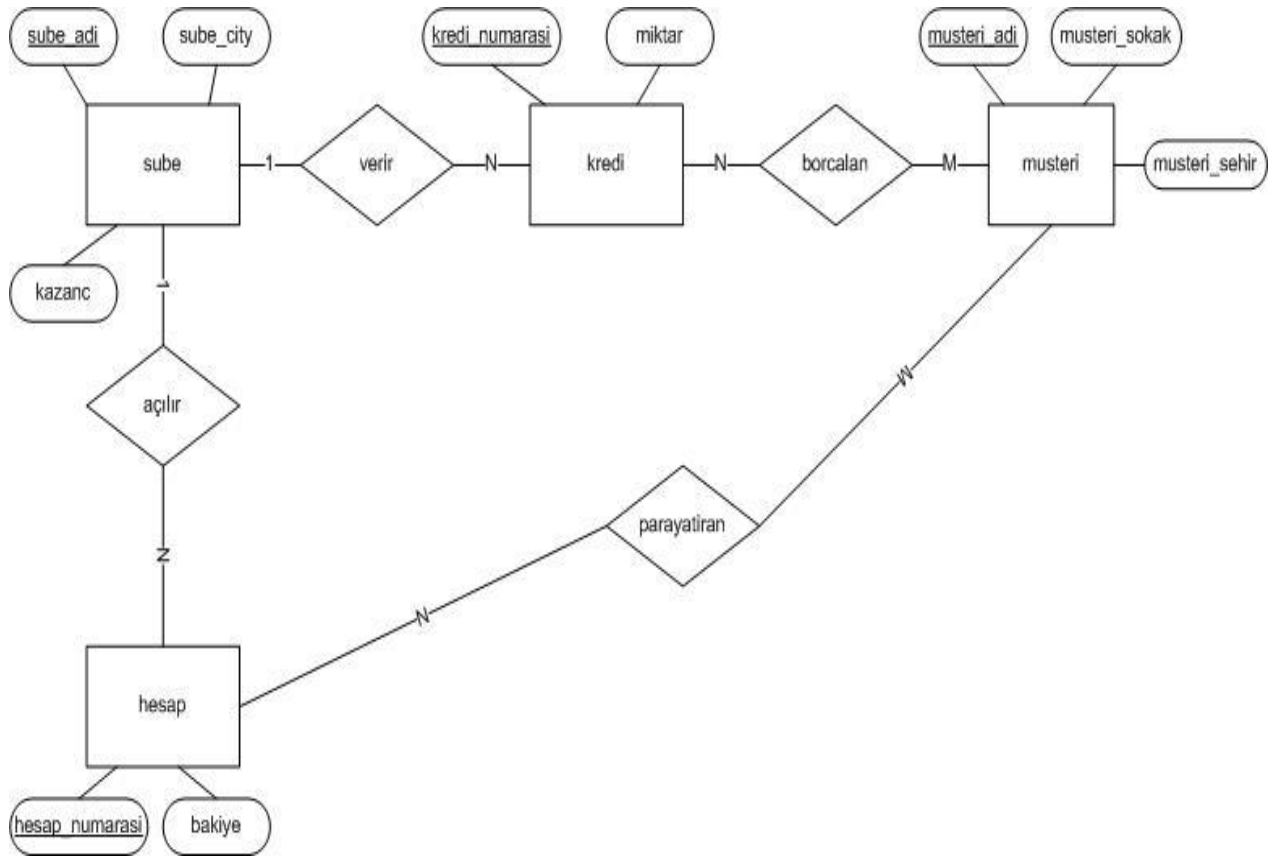 sube_adi
sube_city
kredi_numarasi
miktar
musteri_adi
musteri_sokak
sube
1
verir
N
kredi
N
borcalan
M
musteri
musteri_sehir
kazanc
1
açılır
M
parayatiran
N
N
hesap
hesap_numarasi
bakiye